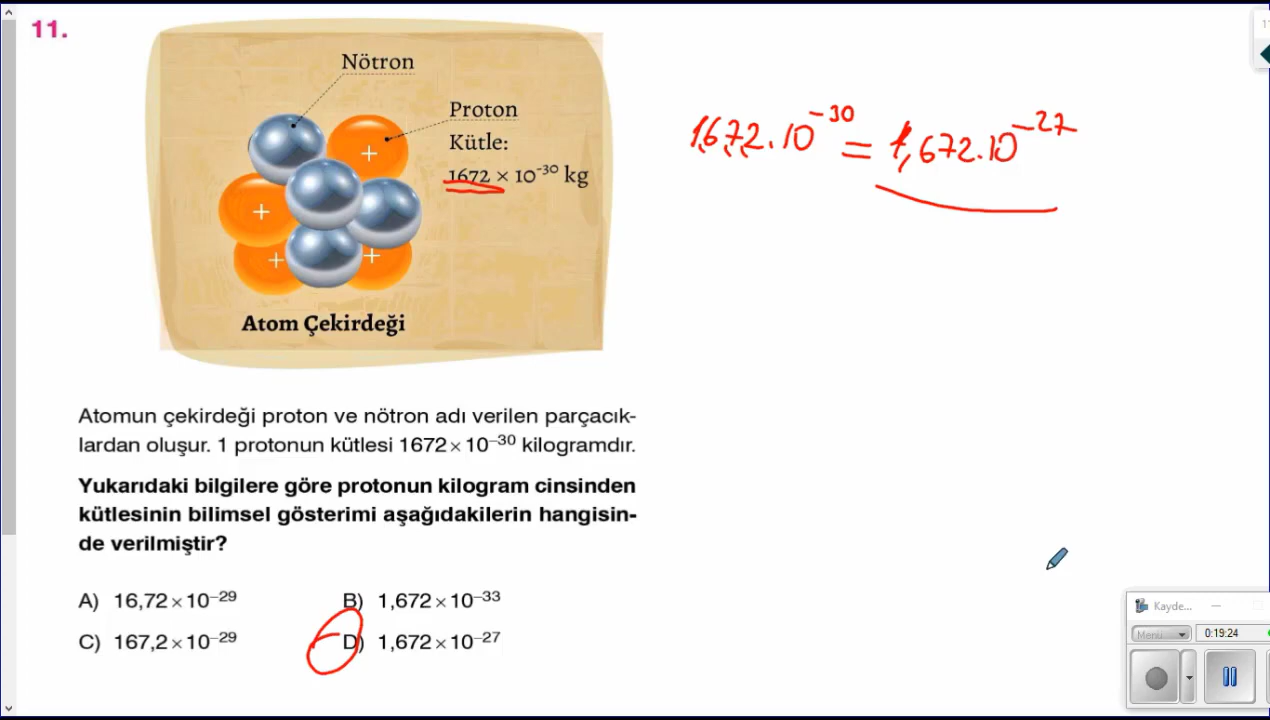 11.
Nötron
Proton
Kütle:
1672 × 10⁻³⁰ kg
Atom Çekirdeği
1,6,7,2.10⁻³⁰ = 1,672.10⁻²⁷
Atomun çekirdeği proton ve nötron adı verilen parçacık-
lardan oluşur. 1 protonun kütlesi 1672 × 10⁻³⁰ kilogramdır.
Yukarıdaki bilgilere göre protonun kilogram cinsinden
kütlesinin bilimsel gösterimi aşağıdakilerin hangisin-
de verilmiştir?
A) 16,72 × 10⁻²⁹ B) 1,672 × 10⁻³³
C) 167,2 × 10⁻²⁹ D) 1,672 × 10⁻²⁷
Kayde...
Menü
0:19:24